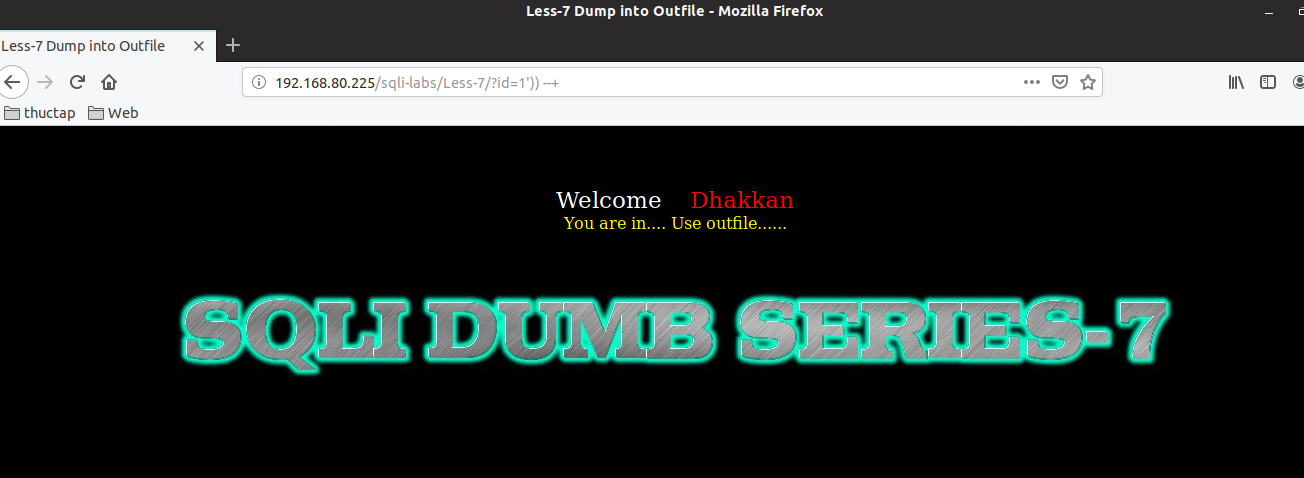 Less-7 Dump into Outfile - Mozilla Firefox
Less-7 Dump into Outfile
192.168.80.225/sqli-labs/Less-7/?id=1')) --+
thuctap Web
Welcome Dhakkan
You are in.... Use outfile......
SQLI DUMB SERIES-7